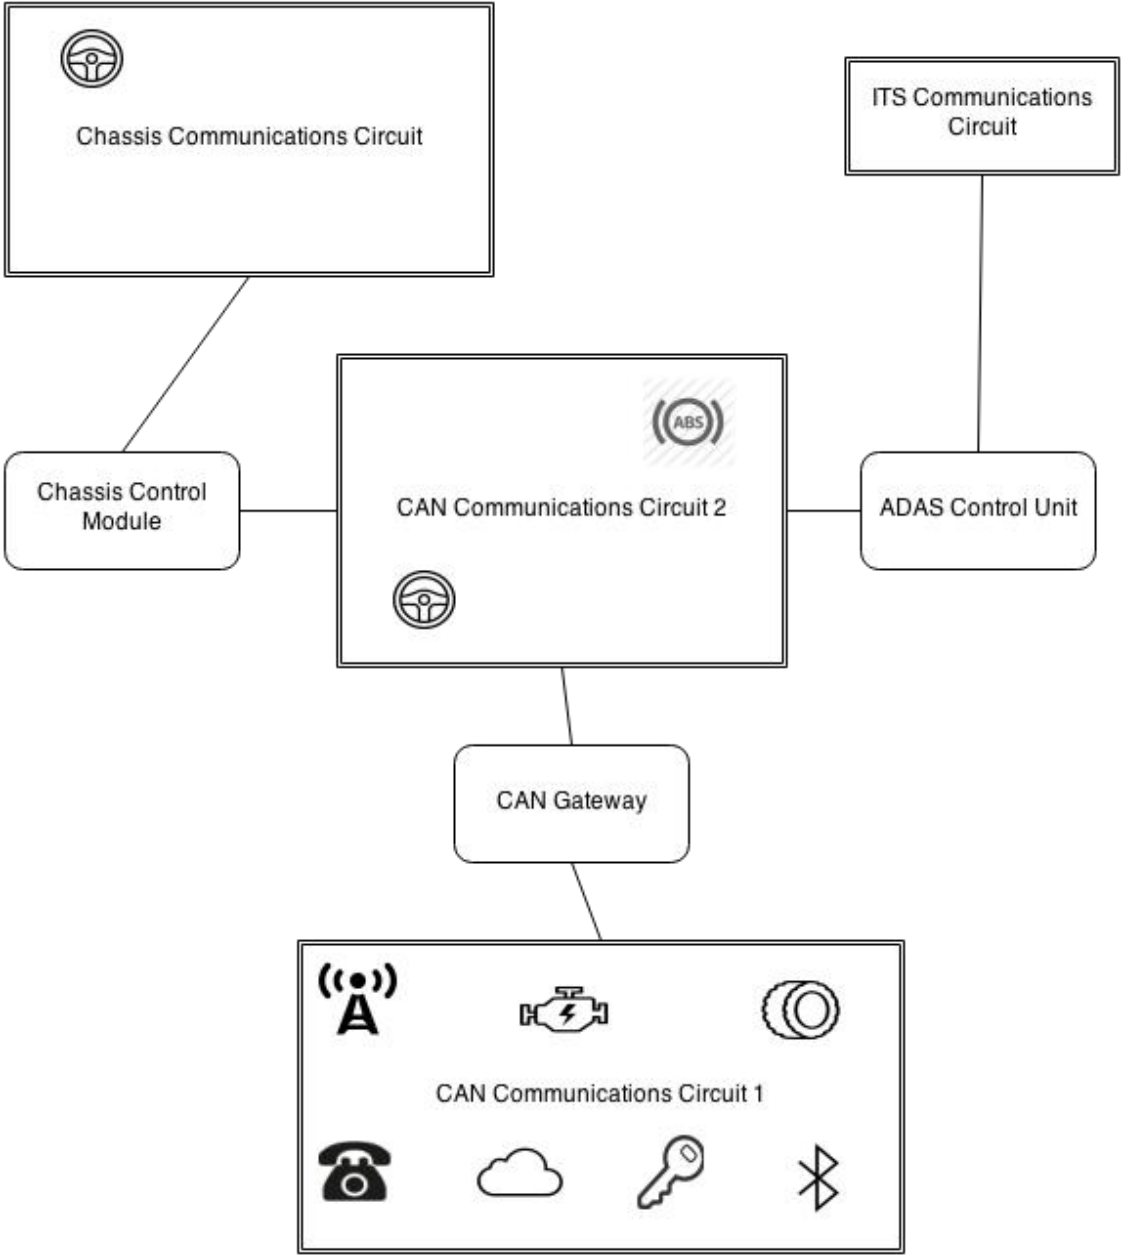 Chassis Communications Circuit
ITS Communications
Circuit
ABS
Chassis Control
Module
CAN Communications Circuit 2
ADAS Control Unit
CAN Gateway
CAN Communications Circuit 1